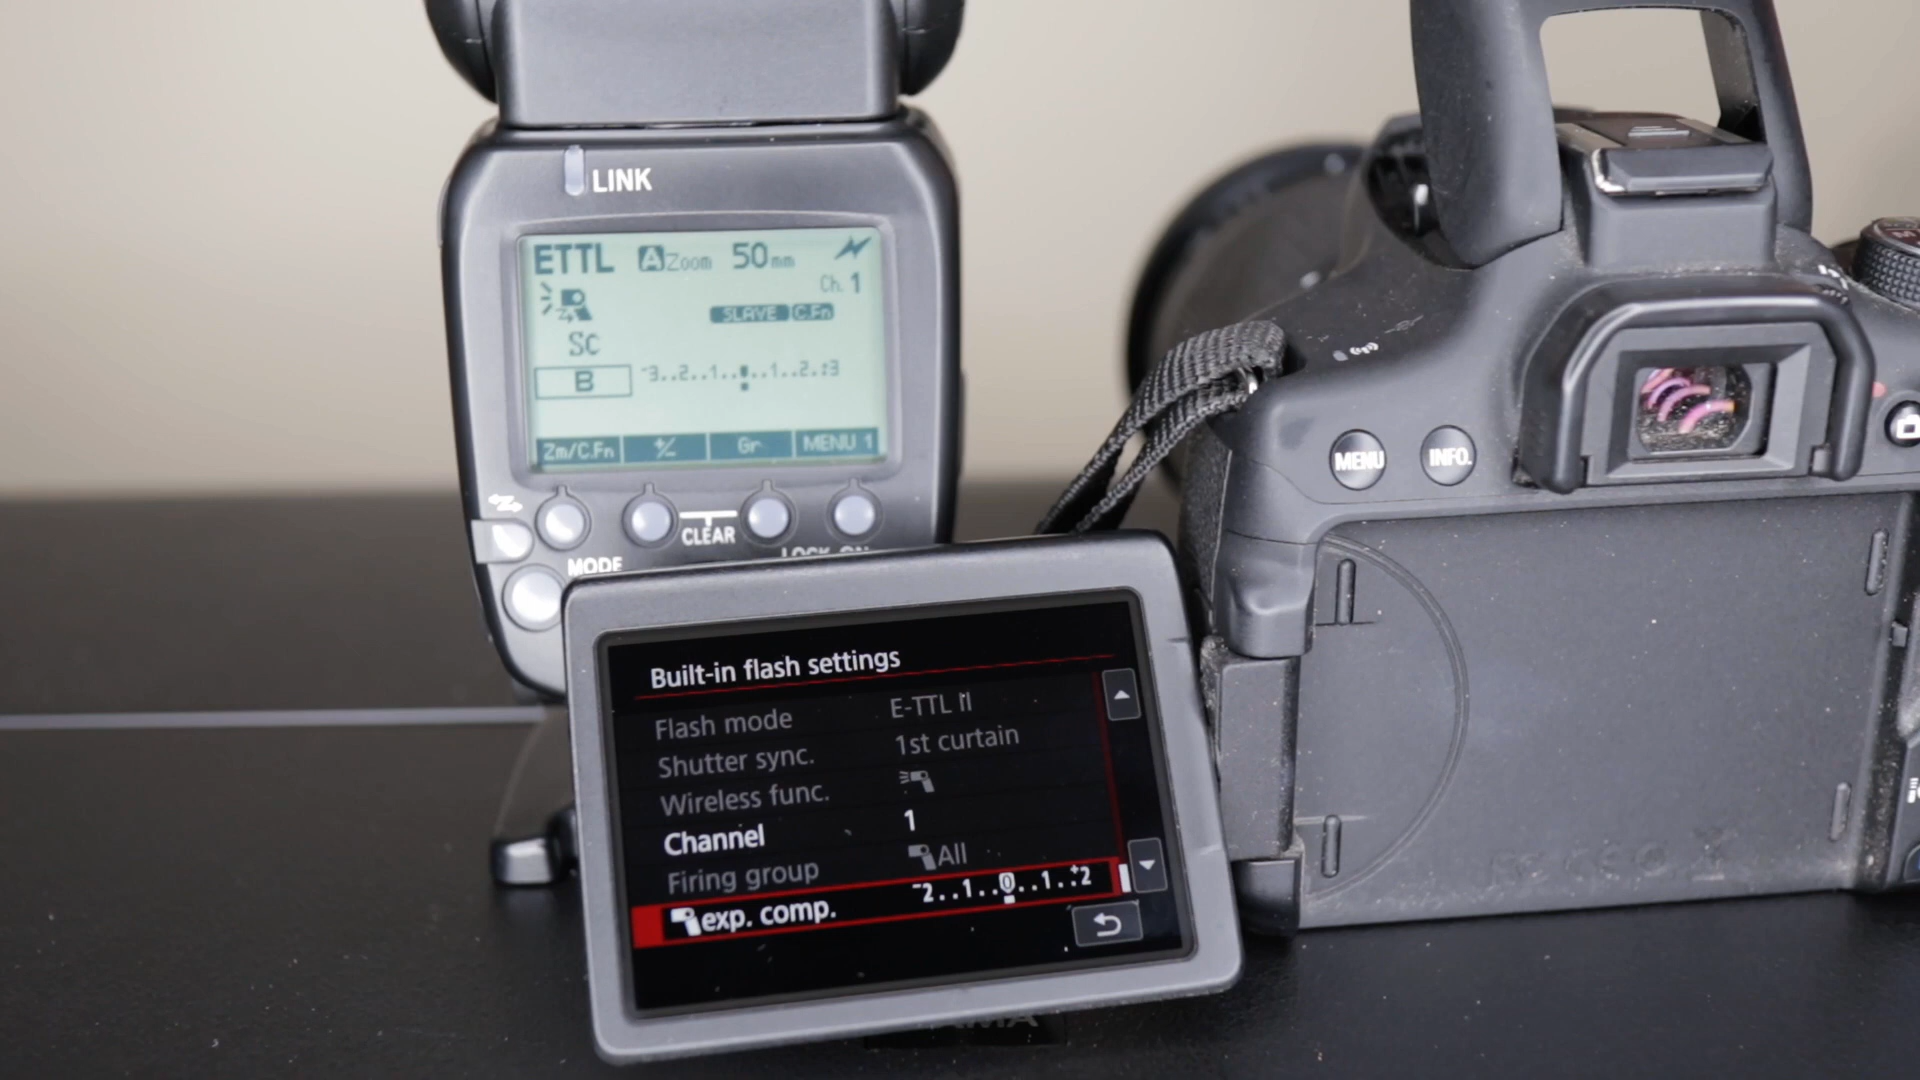 LINK
ETTL A Zoom 50mm
Ch. 1
SLAVE C.Fn
Sc
B -3..2..1..0..1..2..+3
Zm/C.Fn +/- Gr MENU 1
CLEAR
MODE
MENU INFO.
Built-in flash settings
Flash mode E-TTL II
Shutter sync. 1st curtain
Wireless func.
Channel 1
Firing group All
exp. comp. -2..1..0..1..+2